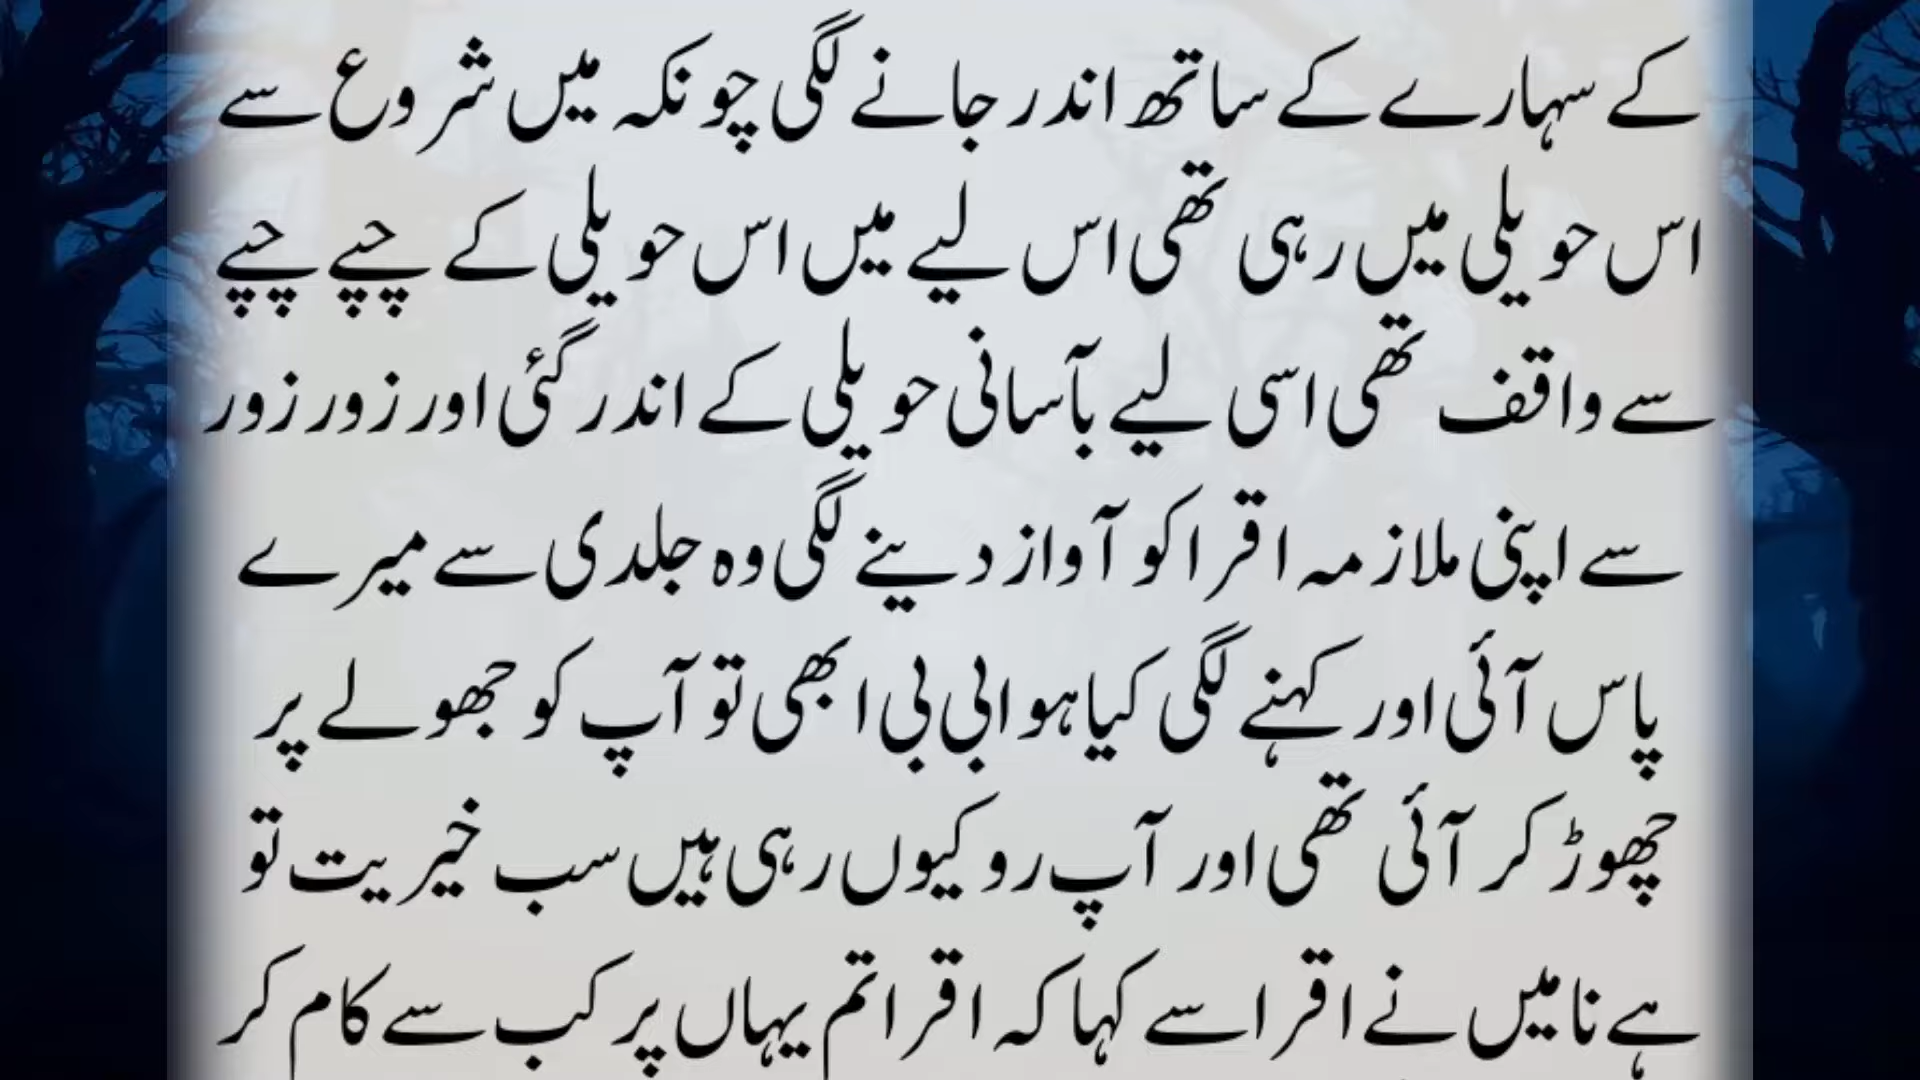 کے سہارے کے ساتھ اندر جانے لگی چونکہ میں شروع سے
اس حویلی میں رہی تھی اس لیے میں اس حویلی کے چپے چپے
سے واقف تھی اسی لیے بآسانی حویلی کے اندر گئی اور زور زور
سے اپنی ملازمہ اقرا کو آواز دینے لگی وہ جلدی سے میرے
پاس آئی اور کہنے لگی کیا ہوا بی بی ابھی تو آپ کو جھولے پر
چھوڑ کر آئی تھی اور آپ رو کیوں رہی ہیں سب خیریت تو
ہے نا میں نے اقرا سے کہا کہ اقرا تم یہاں پر کب سے کام کر